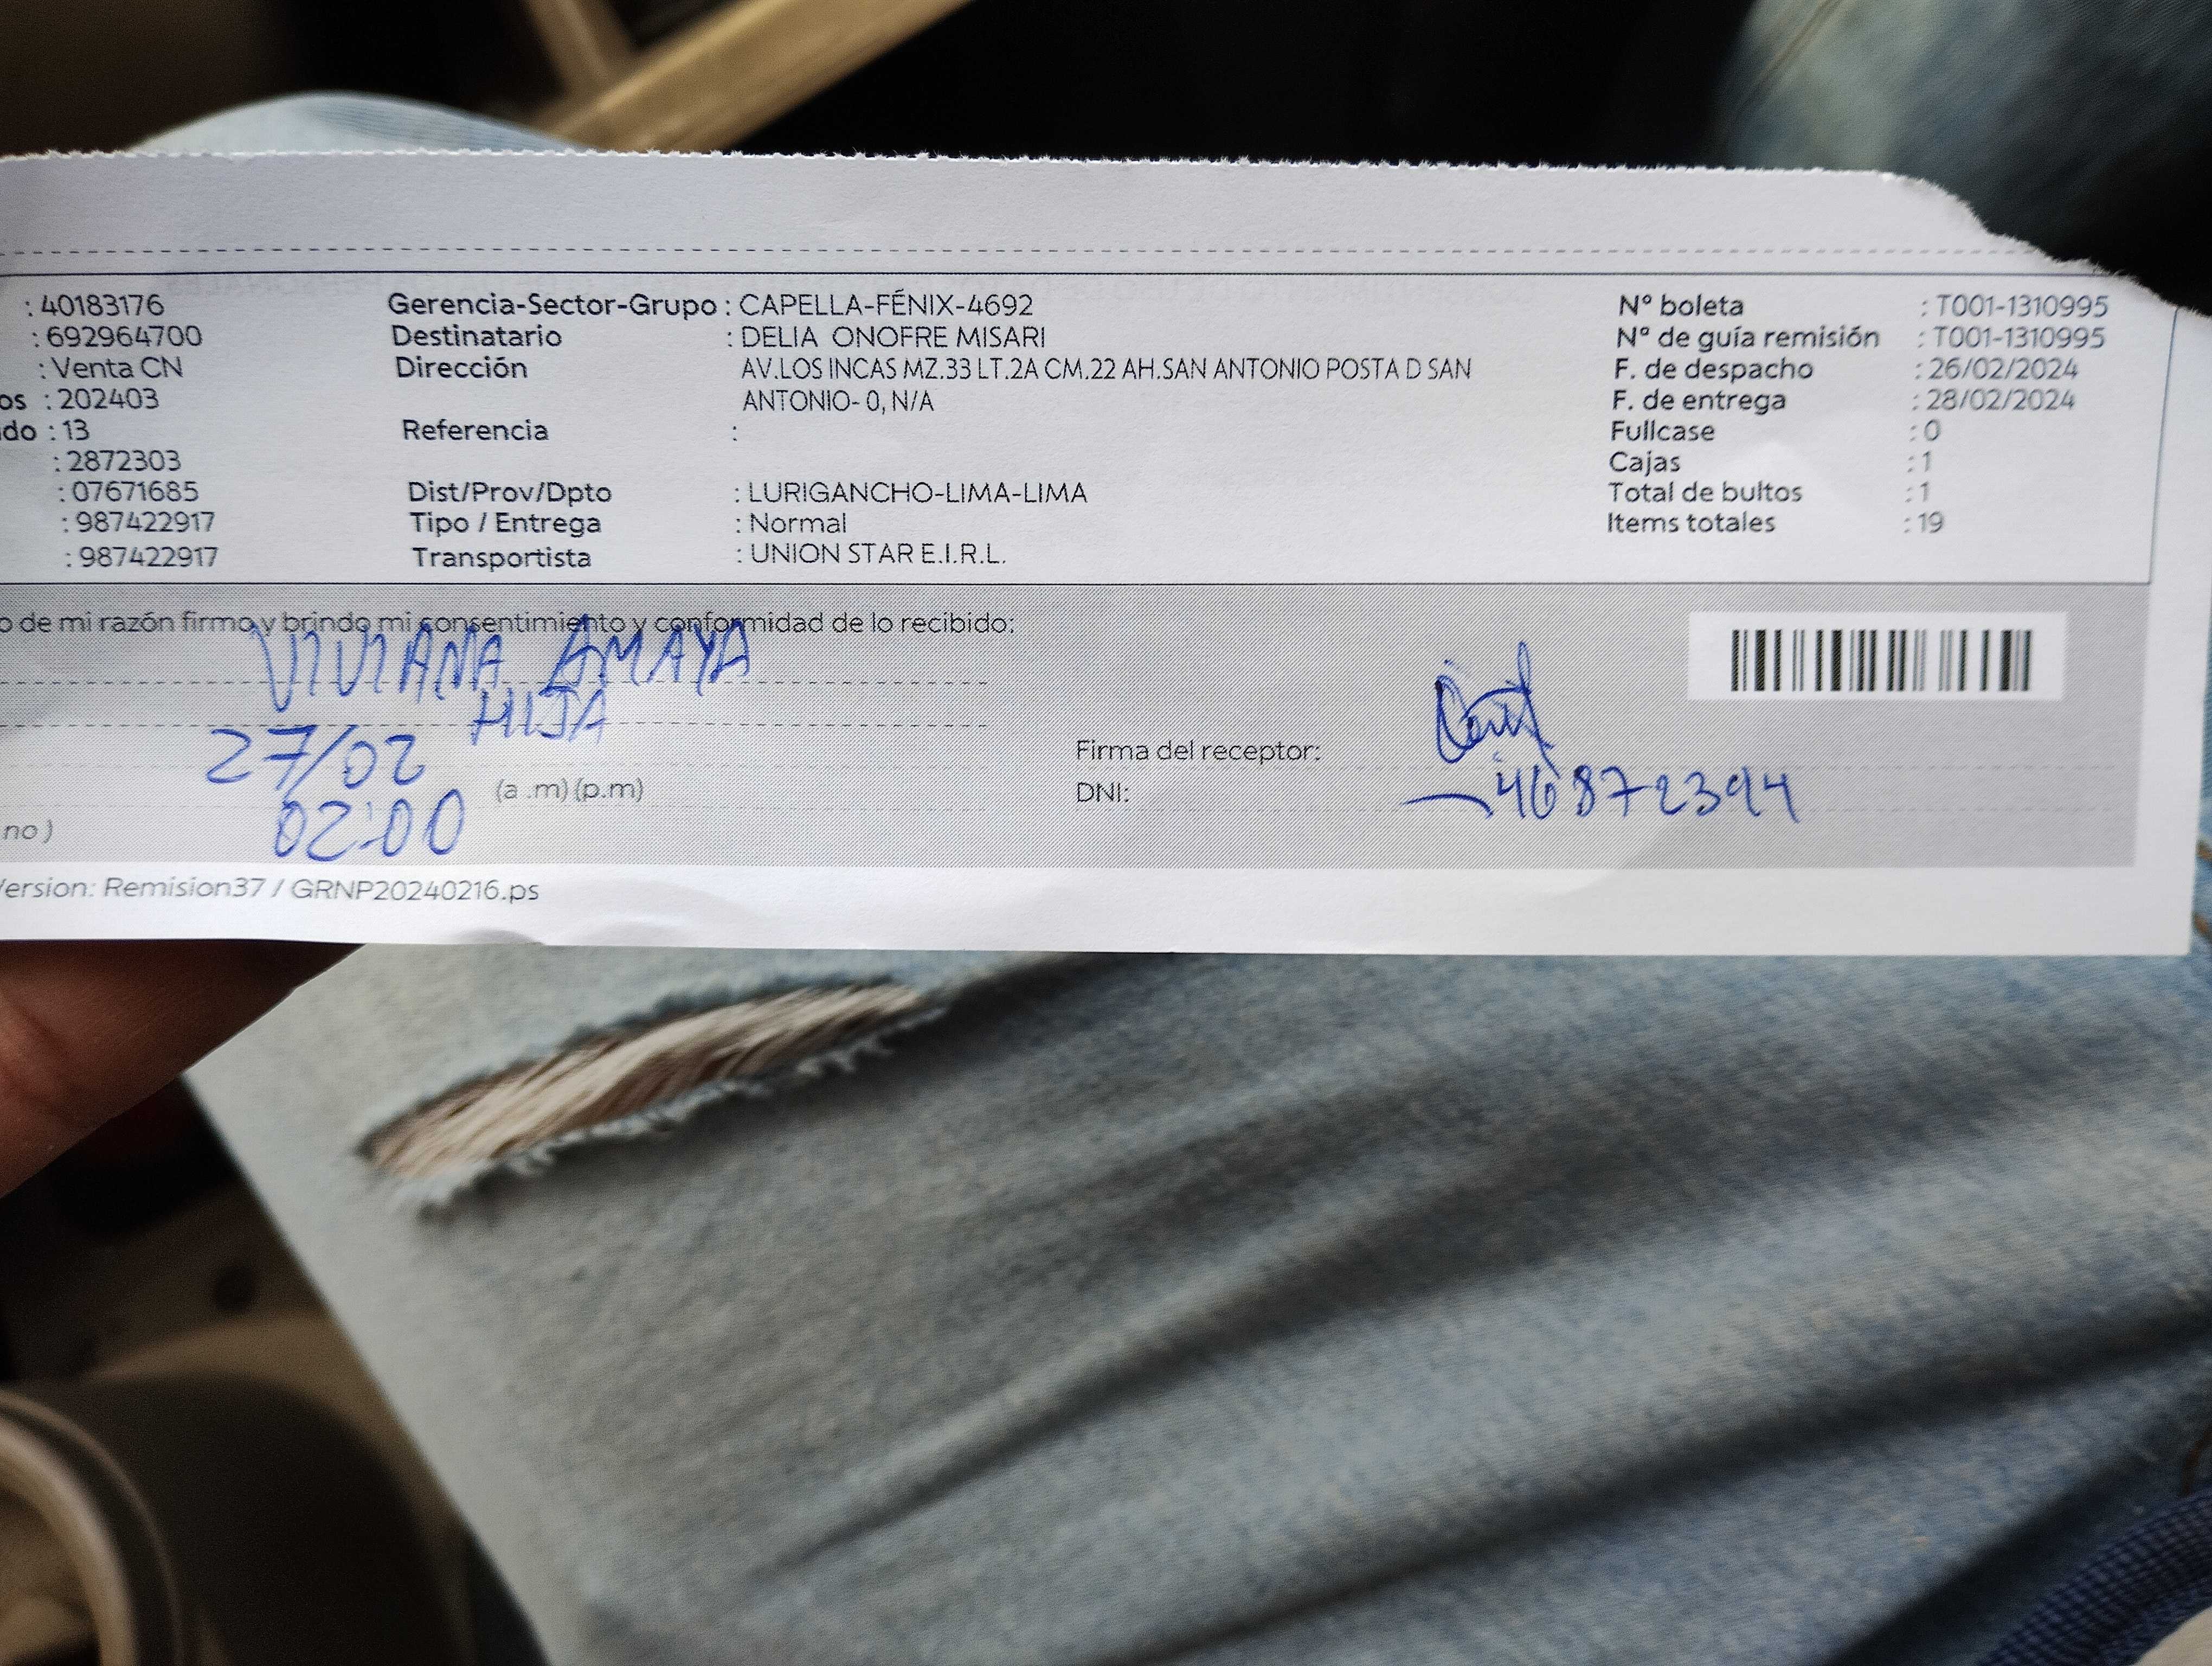 : 40183176 Gerencia-Sector-Grupo : CAPELLA-FÉNIX-4692 Nº boleta : T001-1310995
: 692964700 Destinatario : DELIA ONOFRE MISARI Nº de guía remisión : T001-1310995
: Venta CN Dirección AV.LOS INCAS MZ.33 LT.2A CM.22 AH.SAN ANTONIO POSTA D SAN F. de despacho : 26/02/2024
os : 202403 ANTONIO- 0, N/A F. de entrega : 28/02/2024
do : 13 Referencia : Fullcase : 0
: 2872303 Cajas : 1
: 07671685 Dist/Prov/Dpto : LURIGANCHO-LIMA-LIMA Total de bultos : 1
: 987422917 Tipo / Entrega : Normal Items totales : 19
: 987422917 Transportista : UNION STAR E.I.R.L.
o de mi razón firmo y brindo mi consentimiento y conformidad de lo recibido:
VIVIANA AMAYA
HIJA
27/02 Firma del receptor:
02:00 (a .m) (p.m) DNI: 46872394
no )
Version: Remision37 / GRNP20240216.ps